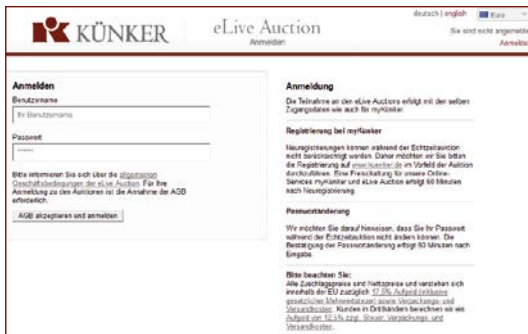 deutsch | english
Euro
KÜNKER
eLive Auction
Anmelden
Sie sind nicht angemeldet
Anmelden
Anmelden
Benutzername
Ihr Benutzername
Passwort
Bitte informieren Sie sich über die allgemeinen
Geschäftsbedingungen der eLive Auction. Für Ihre
Anmeldung zu den Auktionen ist die Annahme der AGB
erforderlich.
AGB akzeptieren und anmelden
Anmeldung
Die Teilnahme an den eLive Auctions erfolgt mit den selben
Zugangsdaten wie auch für myKünker.
Registrierung bei myKünker
Neuregistrierungen können während der Echtzeitauktion
nicht berücksichtigt werden. Daher möchten wir Sie bitten
die Registrierung auf www.kuenker.de im Vorfeld der Auktion
durchzuführen. Eine Freischaltung für unsere Online-
Services myKünker und eLive Auction erfolgt 60 Minuten
nach Neuregistrierung.
Passwortänderung
Wir möchten Sie darauf hinweisen, dass Sie Ihr Passwort
während der Echtzeitauktion nicht ändern können. Die
Bestätigung der Passwortänderung erfolgt 60 Minuten nach
Eingabe.
Bitte beachten Sie:
Alle Zuschlagspreise sind Nettopreise und verstehen sich
innerhalb der EU zuzüglich 17,5% Aufgeld (inklusive
gesetzlicher Mehrwertsteuer) sowie Verpackungs- und
Versandkosten. Kunden in Drittländern berechnen wir ein
Aufgeld von 12,5% zzgl. Steuer, Verpackungs- und
Versandkosten.